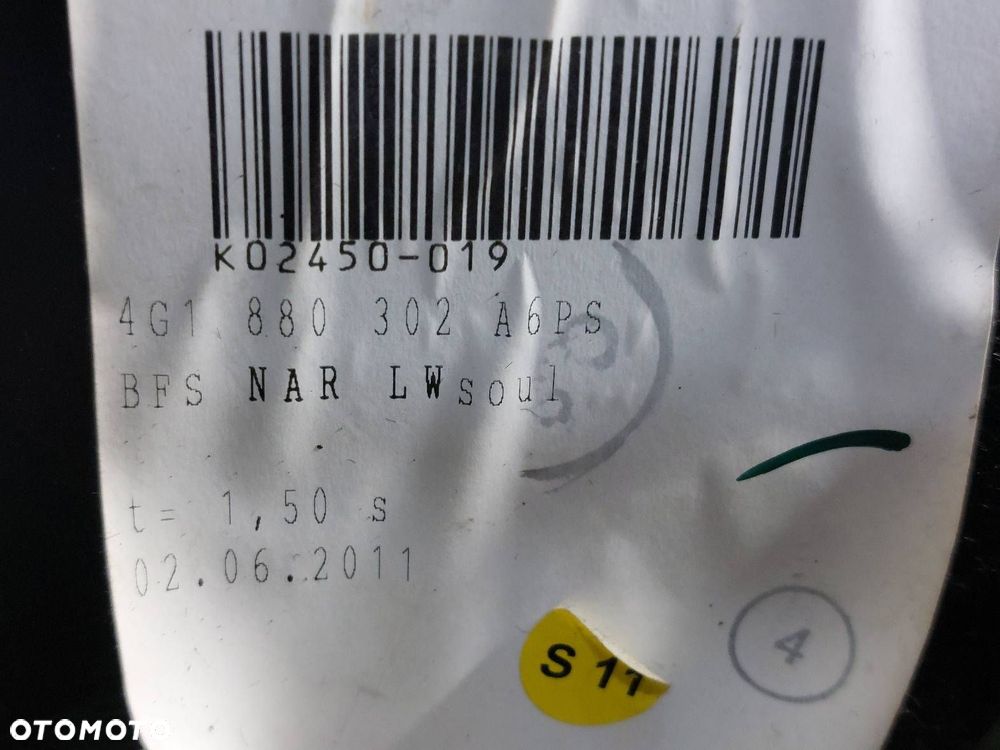 K02450-019
4G1 880 302 A6PS
BFS NAR LWsoul
t= 1,50 s
02.06.2011
S 11
4
OTOMOTO